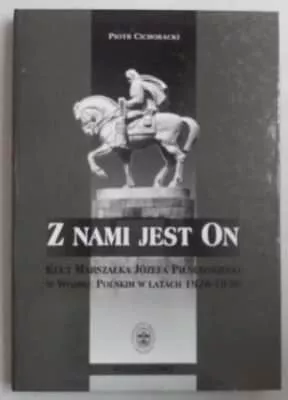 PIOTR CICHORACKI
Z NAMI JEST ON
KULT MARSZAŁKA JÓZEFA PIŁSUDSKIEGO
W WOJSKU POLSKIM W LATACH